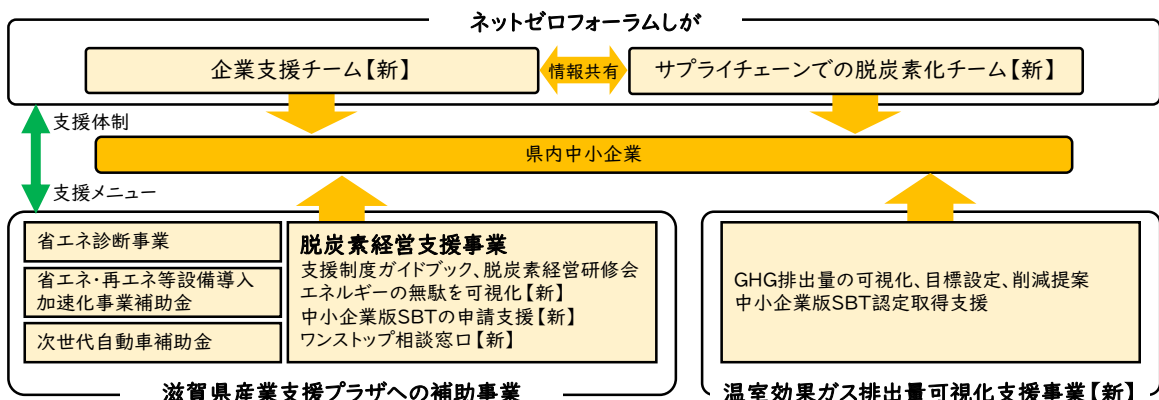 ネットゼロフォーラムしが
企業支援チーム【新】
情報共有
サプライチェーンでの脱炭素化チーム【新】
支援体制
県内中小企業
支援メニュー
省エネ診断事業
省エネ・再エネ等設備導入
加速化事業補助金
次世代自動車補助金
脱炭素経営支援事業
支援制度ガイドブック、脱炭素経営研修会
エネルギーの無駄を可視化【新】
中小企業版SBTの申請支援【新】
ワンストップ相談窓口【新】
GHG排出量の可視化、目標設定、削減提案
中小企業版SBT認定取得支援
滋賀県産業支援プラザへの補助事業
温室効果ガス排出量可視化支援事業【新】